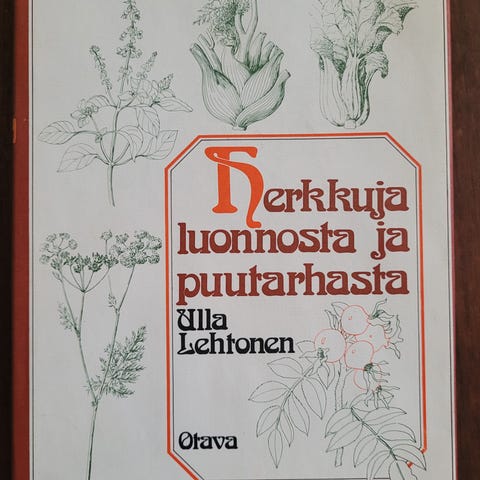 Herkkuja
luonnosta ja
puutarhasta
Ulla
Lehtonen
Otava